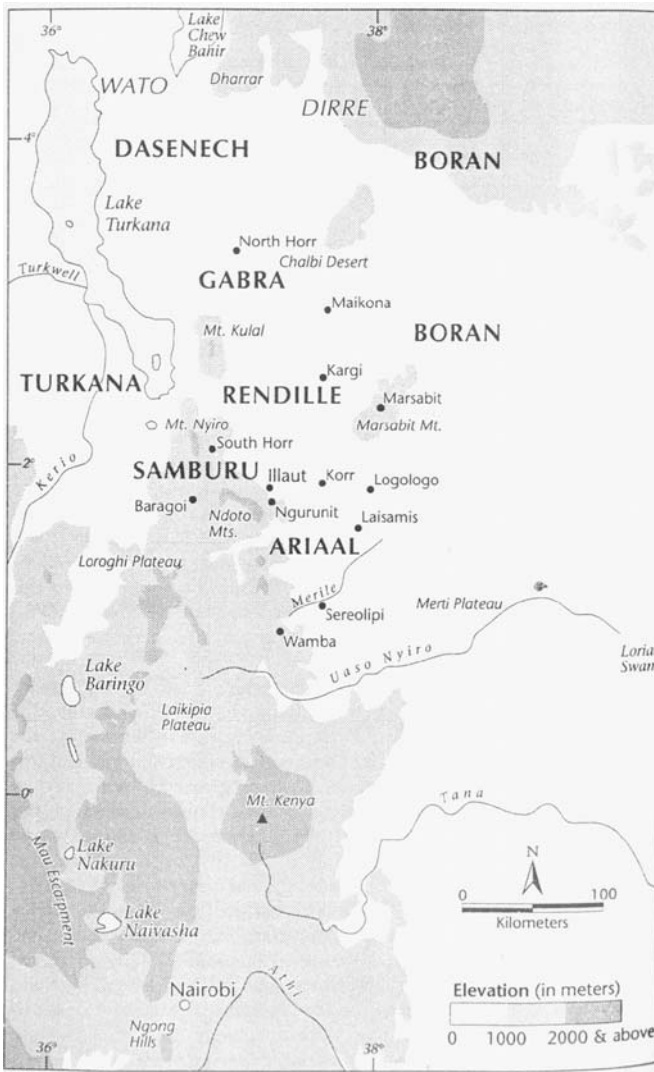 36°
38°
Lake
Chew
Bahir
WATO
Dharrar
DIRRE
4°
DASENECH
BORAN
Lake
Turkana
North Horr
Chalbi Desert
Turkwell
GABRA
Maikona
Mt. Kulal
BORAN
Kargi
TURKANA
RENDILLE
Marsabit
Marsabit Mt.
Mt. Nyiro
South Horr
2°
Kerio
SAMBURU
Illaut
Korr
Logologo
Baragoi
Ndoto
Mts.
Ngurunit
Laisamis
ARIAAL
Loroghi Plateau
Merile
Sereolipi
Merti Plateau
Wamba
Uaso Nyiro
Loria
Swan
Lake
Baringo
Laikipia
Plateau
0°
Mt. Kenya
Tana
Mau Escarpment
Lake
Nakuru
N
0 100
Kilometers
Lake
Naivasha
Nairobi
Athi
Ngong
Hills
Elevation (in meters)
0 1000 2000 & above
36°
38°